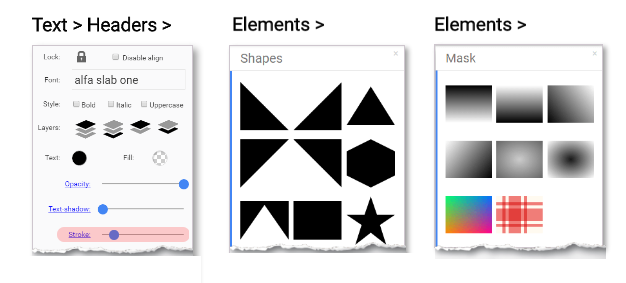 Text > Headers >
Lock:
Disable align
Font:
alfa slab one
Style:
Bold
Italic
Uppercase
Layers:
Text:
Fill:
Opacity:
Text-shadow:
Stroke:
Elements >
Shapes
×
Elements >
Mask
×